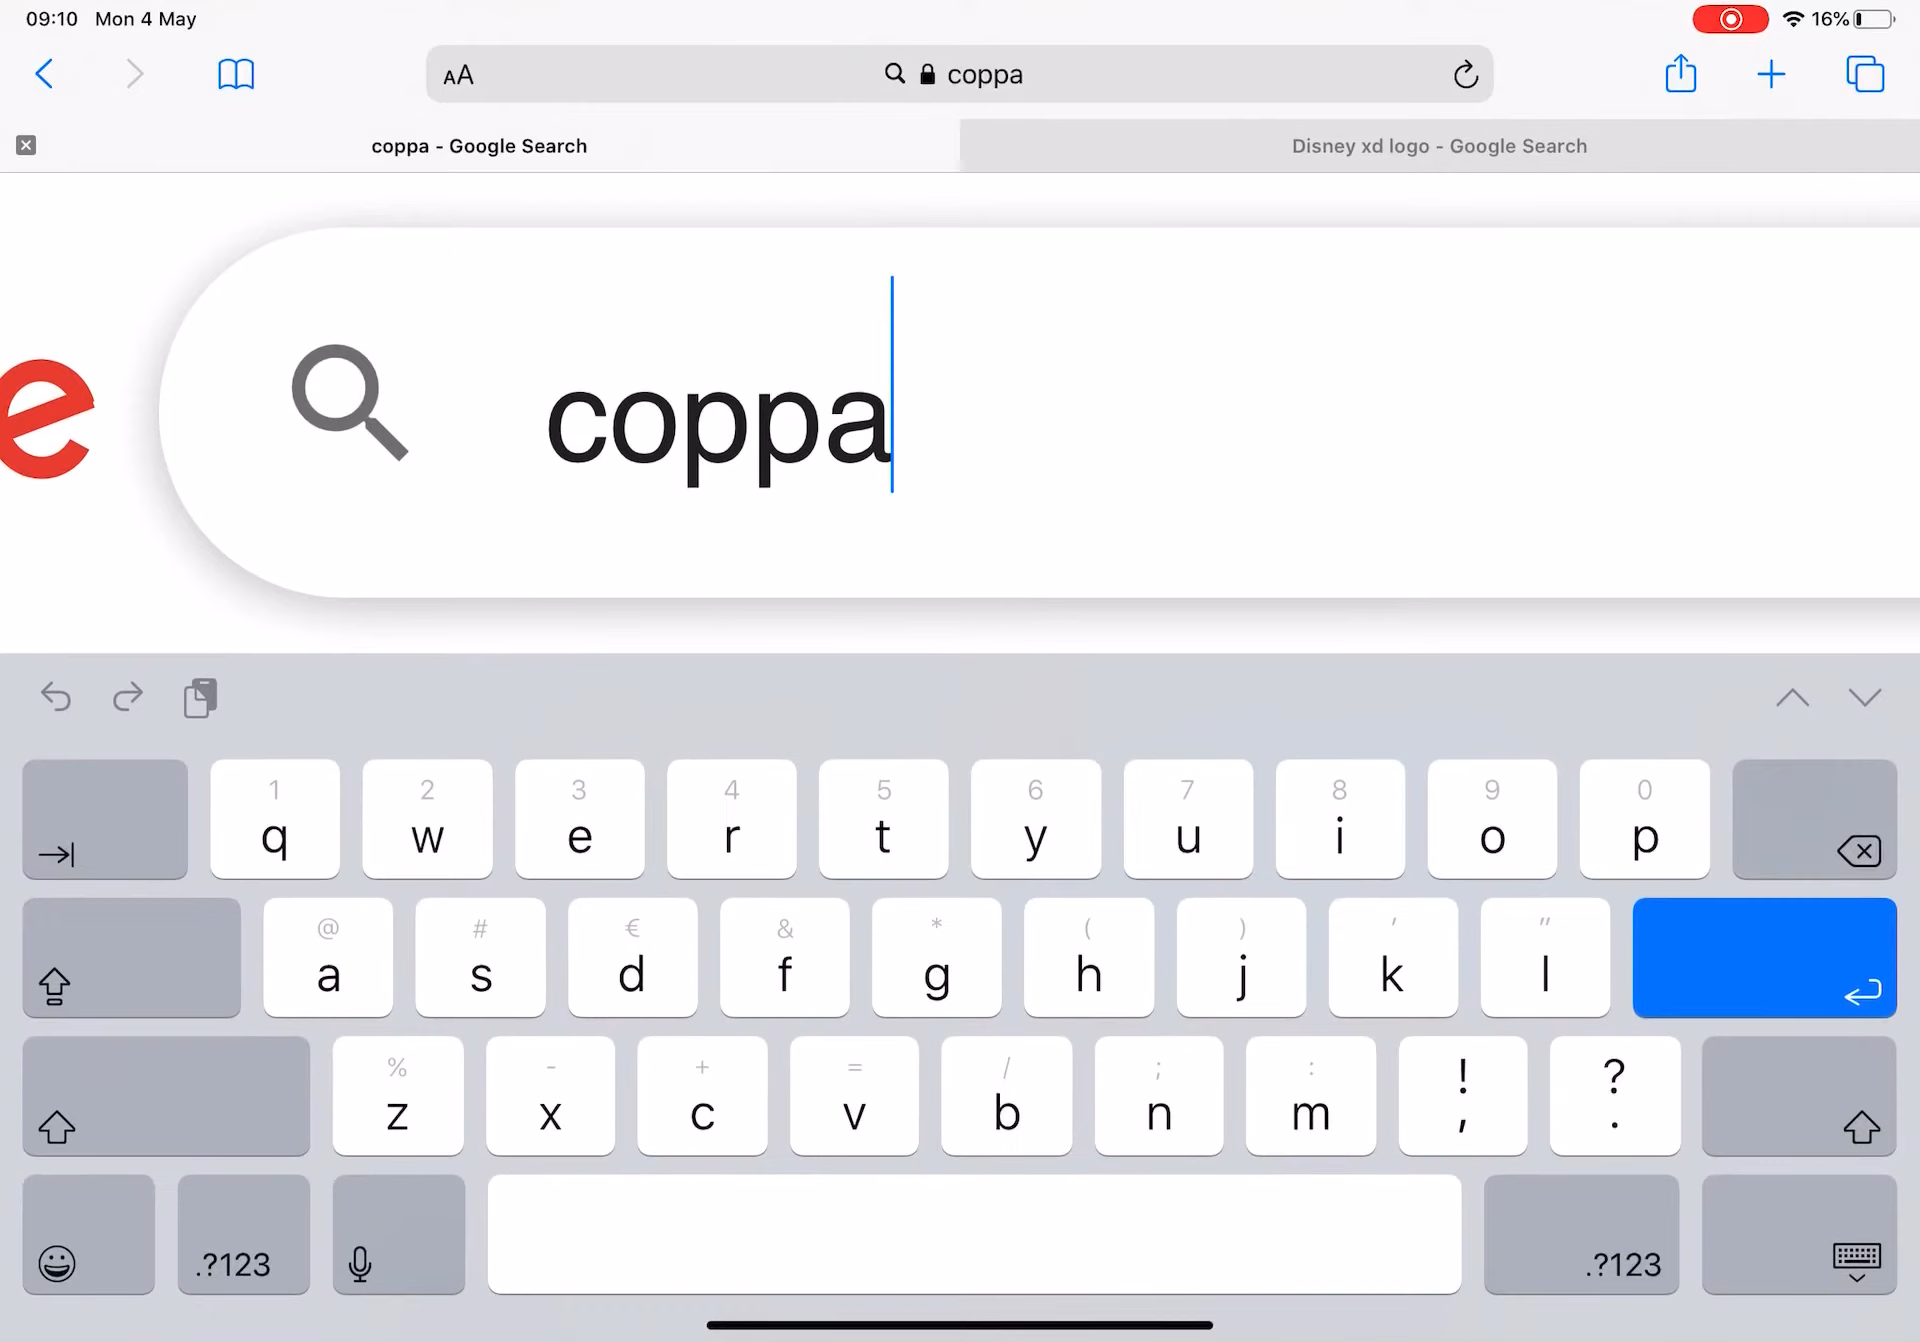 09:10 Mon 4 May 16%
AA coppa
coppa - Google Search Disney xd logo - Google Search
e coppa
1 2 3 4 5 6 7 8 9 0
q w e r t y u i o p
@ # € & * ( ) ' "
a s d f g h j k l
% - + = / ; : ! ?
z x c v b n m , .
.?123 .?123